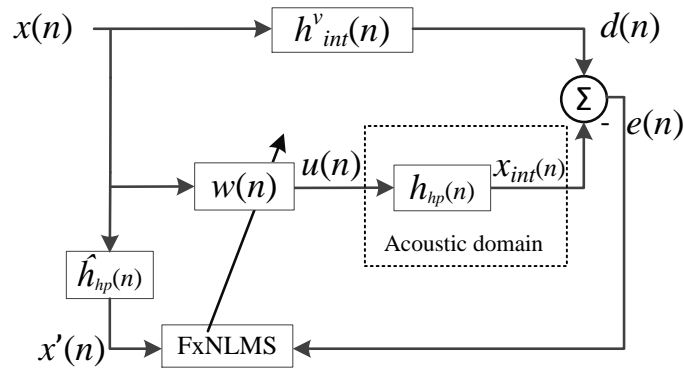 x(n)
h^v_int(n)
d(n)
Σ
-
e(n)
w(n)
u(n)
h_hp(n)
x_int(n)
Acoustic domain
ĥ_hp(n)
x'(n)
FxNLMS